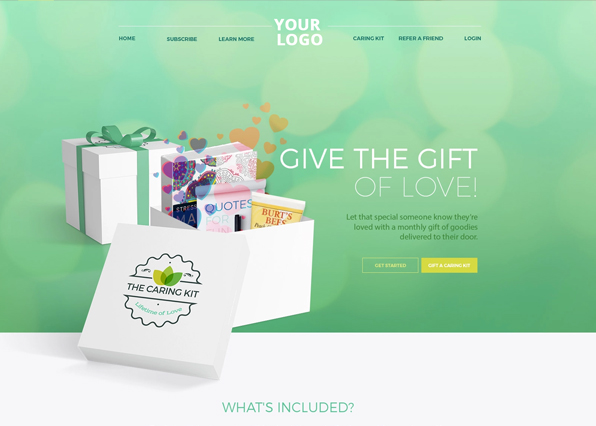 YOUR
LOGO
HOME
SUBSCRIBE
LEARN MORE
CARING KIT
REFER A FRIEND
LOGIN
GIVE THE GIFT
OF LOVE!
Let that special someone know they're
loved with a monthly gift of goodies
delivered to their door.
GET STARTED
GIFT A CARING KIT
QUOTES
FOR
BURT'S
BEES
THE CARING KIT
Lifetime of Love
WHAT'S INCLUDED?